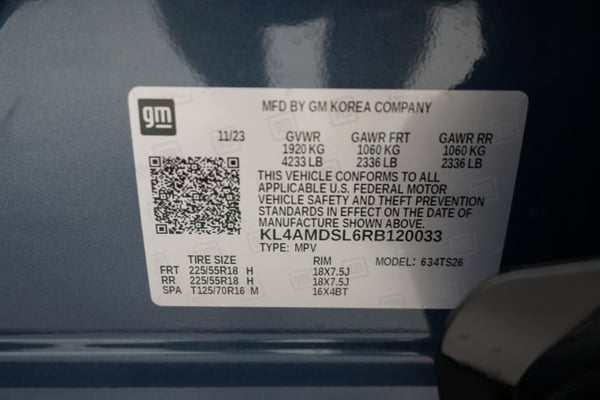 gm
MFD BY GM KOREA COMPANY
11/23 GVWR GAWR FRT GAWR RR
1920 KG 1060 KG 1060 KG
4233 LB 2336 LB 2336 LB
THIS VEHICLE CONFORMS TO ALL
APPLICABLE U.S. FEDERAL MOTOR
VEHICLE SAFETY AND THEFT PREVENTION
STANDARDS IN EFFECT ON THE DATE OF
MANUFACTURE SHOWN ABOVE.
KL4AMDSL6RB120033
TYPE: MPV
TIRE SIZE RIM MODEL: 634TS26
FRT 225/55R18 H 18X7.5J
RR 225/55R18 H 18X7.5J
SPA T125/70R16 M 16X4BT